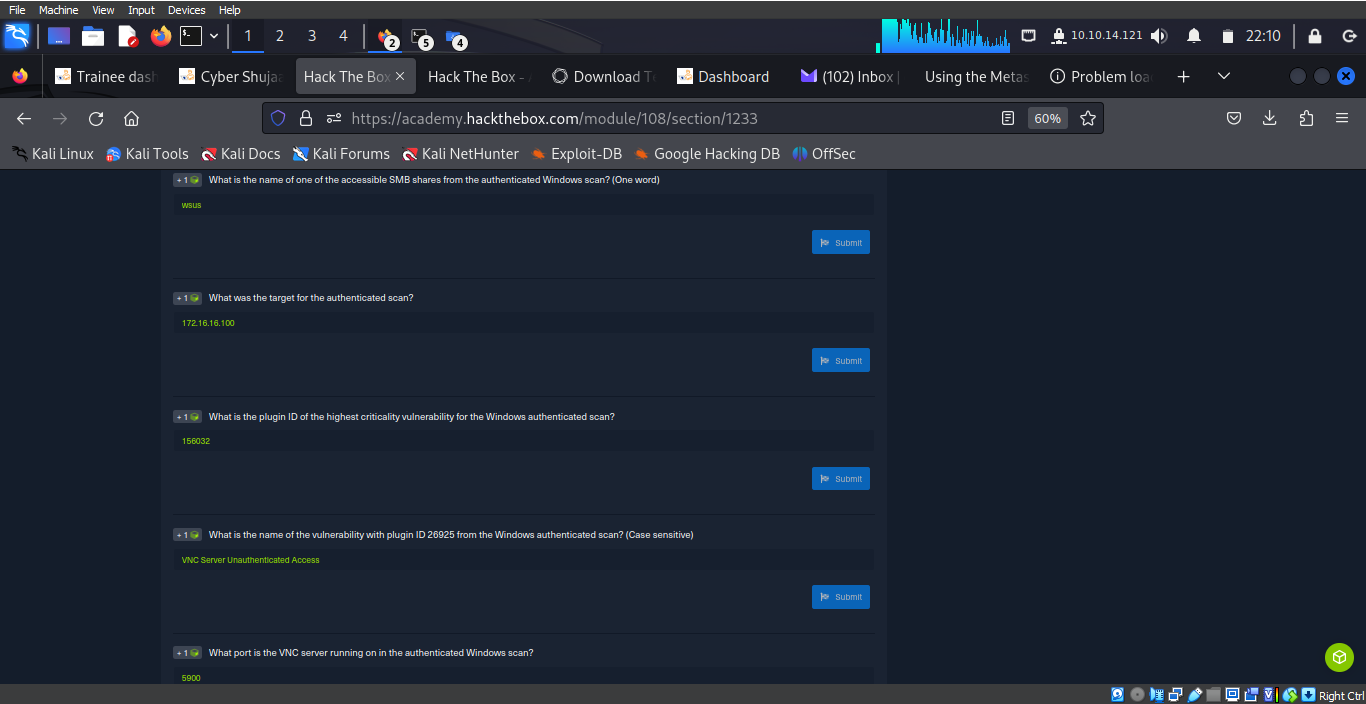 File Machine View Input Devices Help
1 2 3 4 2 5 4 10.10.14.121 22:10
Trainee dash Cyber Shujaa Hack The Box Hack The Box - Download T Dashboard (102) Inbox | Using the Metas Problem loa
https://academy.hackthebox.com/module/108/section/1233 60%
Kali Linux Kali Tools Kali Docs Kali Forums Kali NetHunter Exploit-DB Google Hacking DB OffSec
+ 1 What is the name of one of the accessible SMB shares from the authenticated Windows scan? (One word)
wsus
Submit
+ 1 What was the target for the authenticated scan?
172.16.16.100
Submit
+ 1 What is the plugin ID of the highest criticality vulnerability for the Windows authenticated scan?
156032
Submit
+ 1 What is the name of the vulnerability with plugin ID 26925 from the Windows authenticated scan? (Case sensitive)
VNC Server Unauthenticated Access
Submit
+ 1 What port is the VNC server running on in the authenticated Windows scan?
5900
Right Ctrl